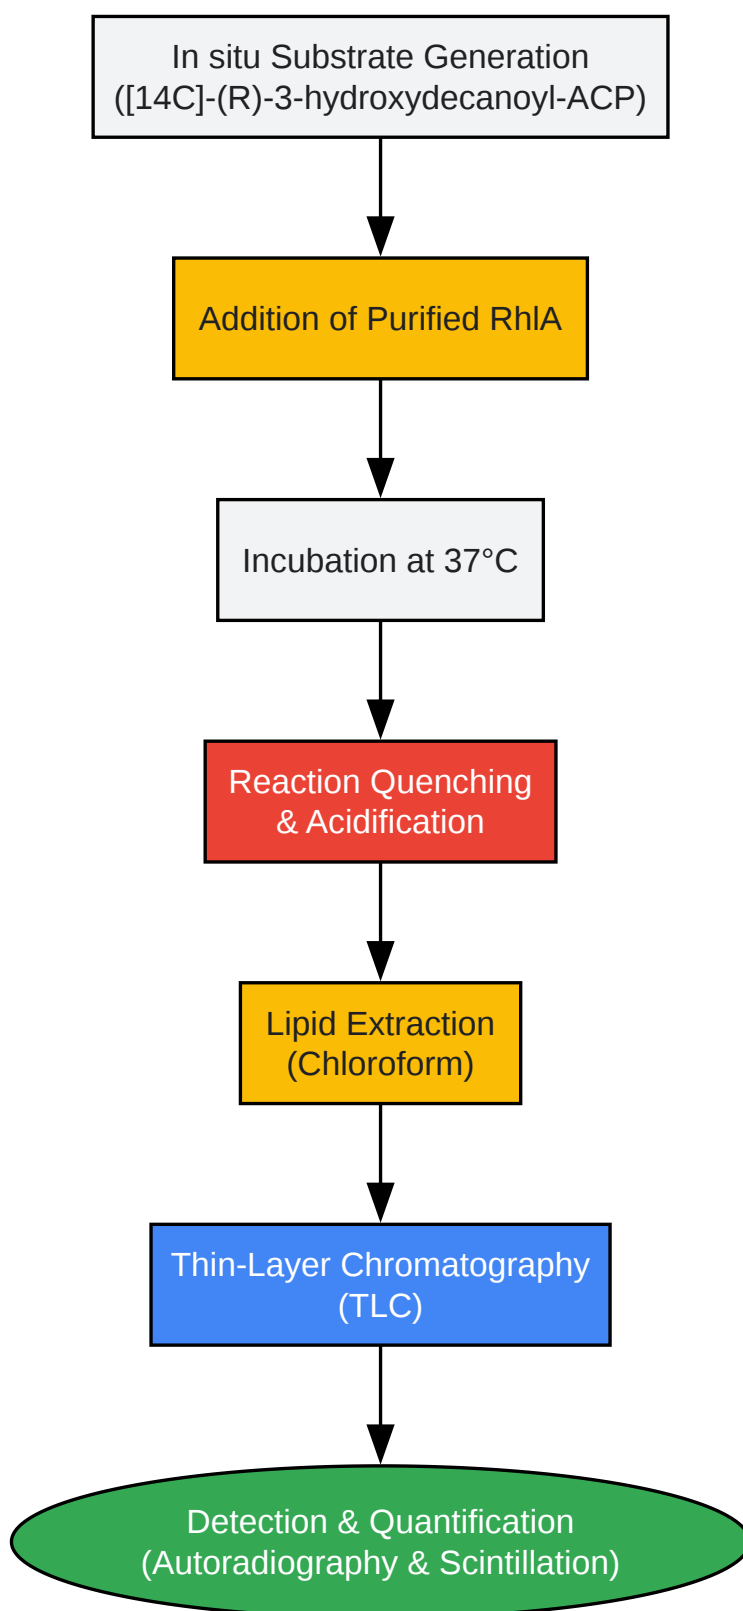 In situ Substrate Generation
([14C]-(R)-3-hydroxydecanoyl-ACP)
Addition of Purified RhlA
Incubation at 37°C
Reaction Quenching
& Acidification
Lipid Extraction
(Chloroform)
Thin-Layer Chromatography
(TLC)
Detection & Quantification
(Autoradiography & Scintillation)